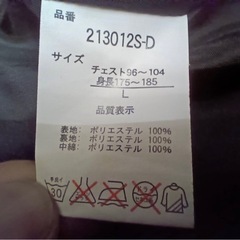 品番
213012S-D
サイズ
チェスト96〜104
身長175〜185
L
品質表示
表地: ポリエステル 100%
裏地: ポリエステル 100%
中綿: ポリエステル 100%
30